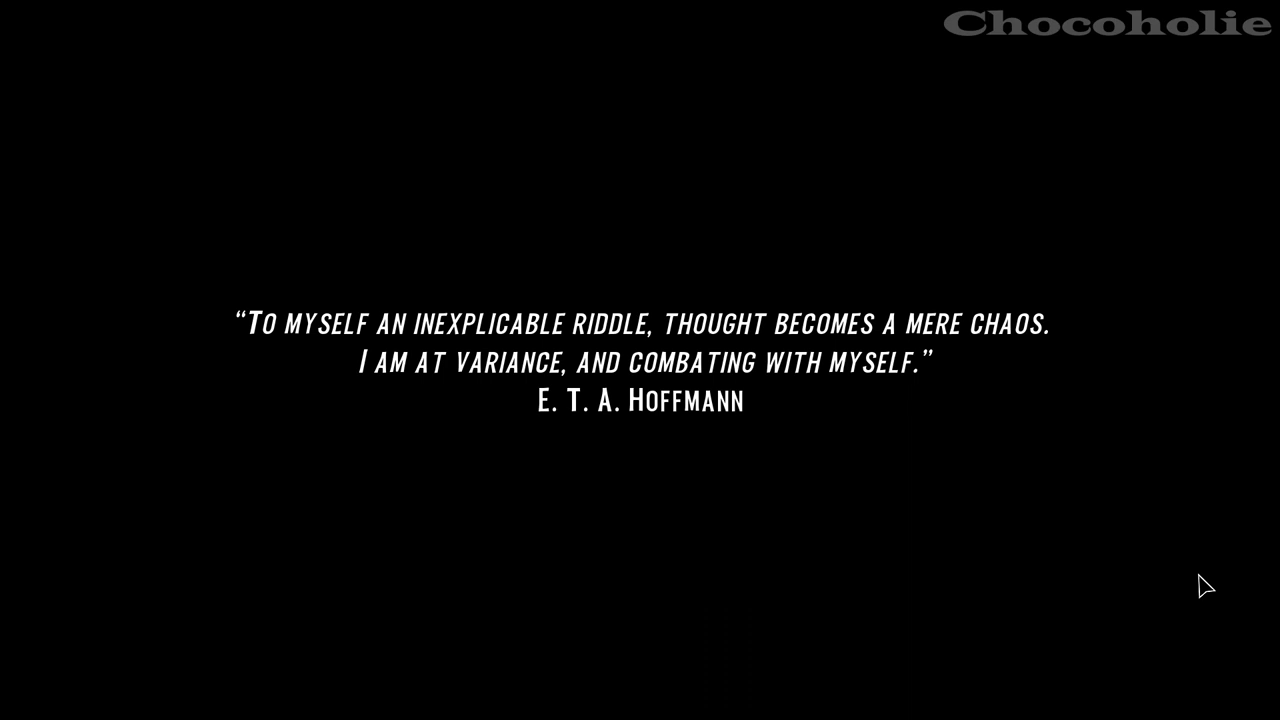 Chocoholie
“To myself an inexplicable riddle, thought becomes a mere chaos.
I am at variance, and combating with myself.”
E. T. A. Hoffmann